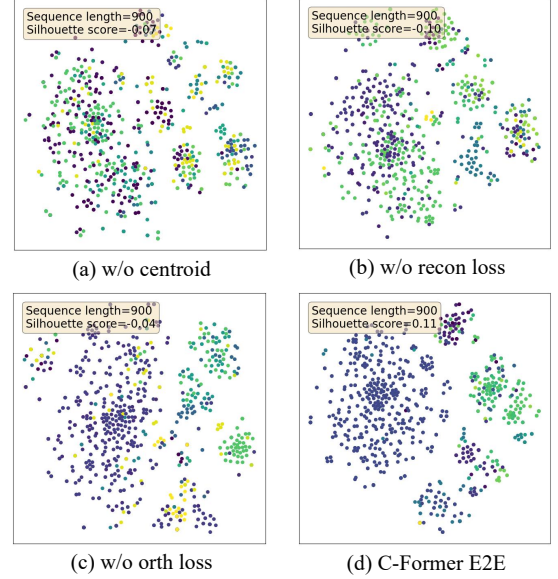 Sequence length=900
Silhouette score=-0.07
Sequence length=900
Silhouette score=-0.10
(a) w/o centroid
(b) w/o recon loss
Sequence length=900
Silhouette score=-0.04
Sequence length=900
Silhouette score=0.11
(c) w/o orth loss
(d) C-Former E2E